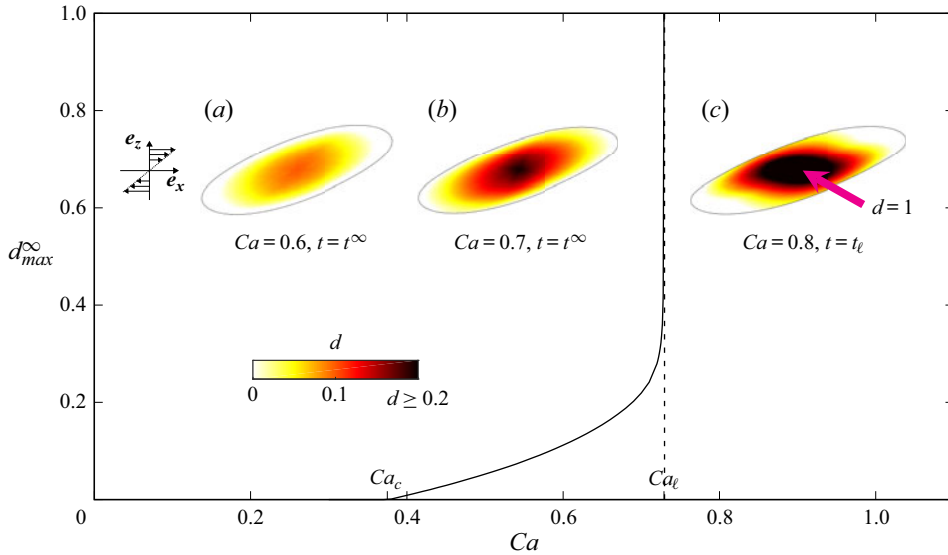 1.0
(a)
(b)
(c)
0.8
e_z
e_x
0.6
d = 1
Ca = 0.6, t = t^∞
Ca = 0.7, t = t^∞
Ca = 0.8, t = t_ℓ
d^∞_max
0.4
d
0
0.1
d ≥ 0.2
0.2
Ca_c
Ca_ℓ
0
0.2
0.4
0.6
0.8
1.0
Ca